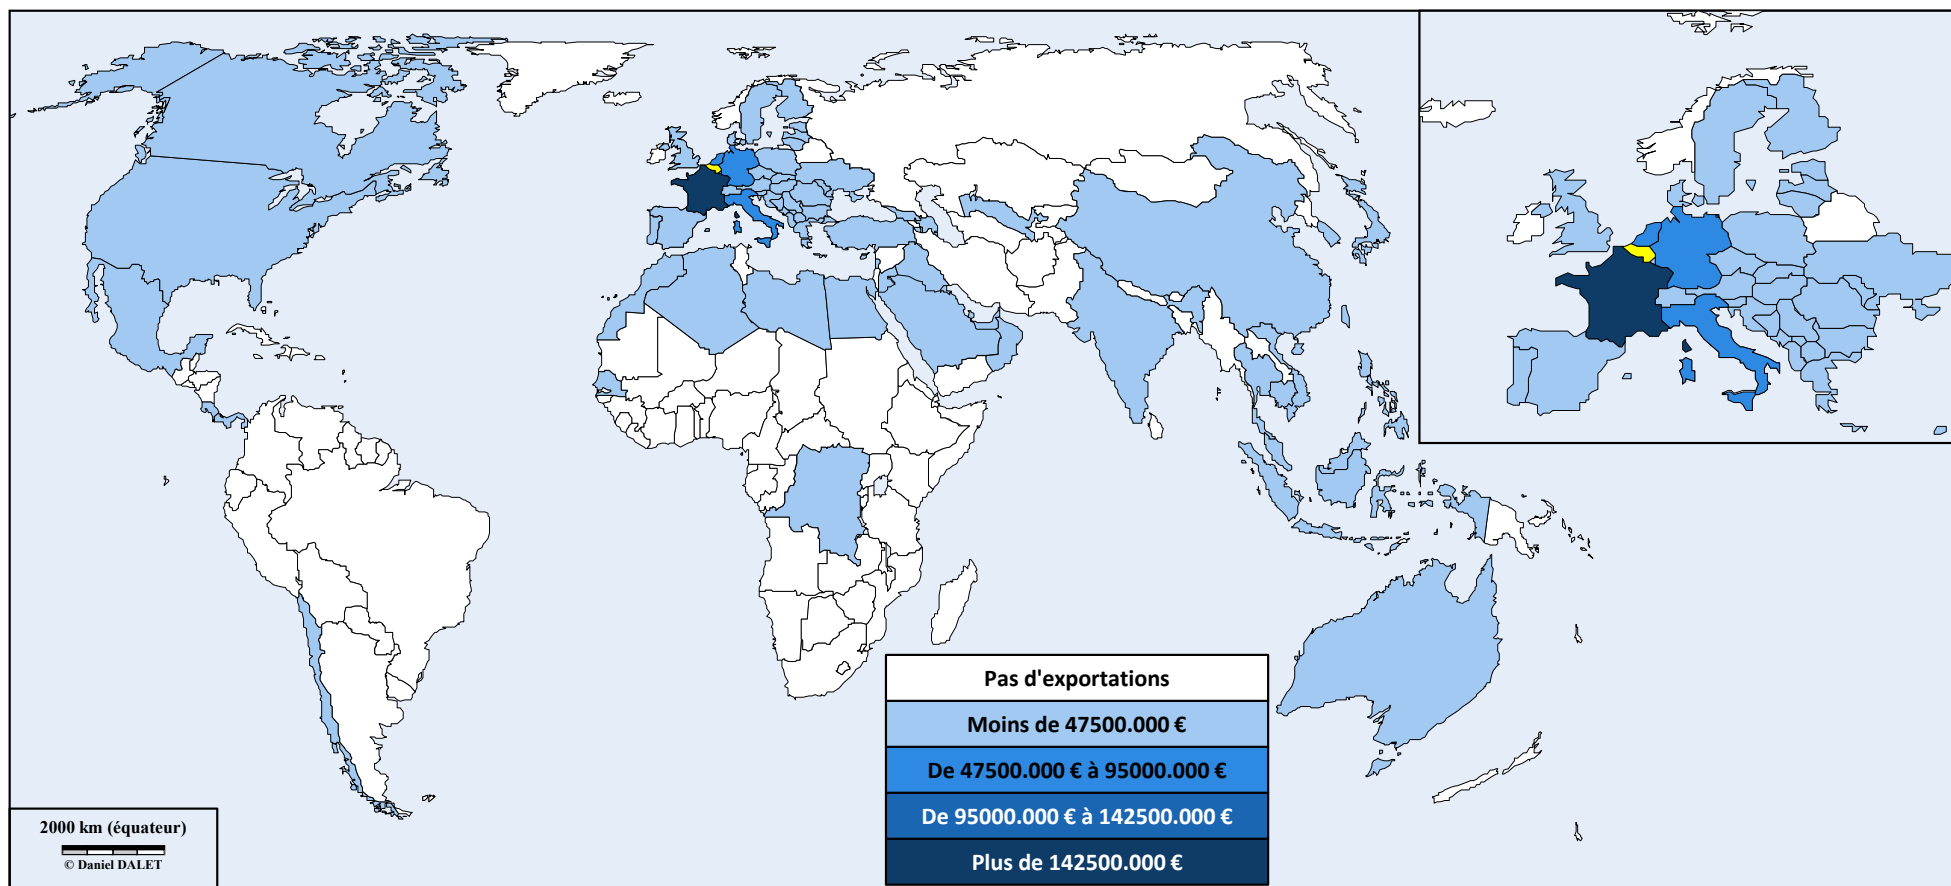 Pas d'exportations
Moins de 47500.000 €
De 47500.000 € à 95000.000 €
De 95000.000 € à 142500.000 €
Plus de 142500.000 €
2000 km (équateur)
© Daniel DALET